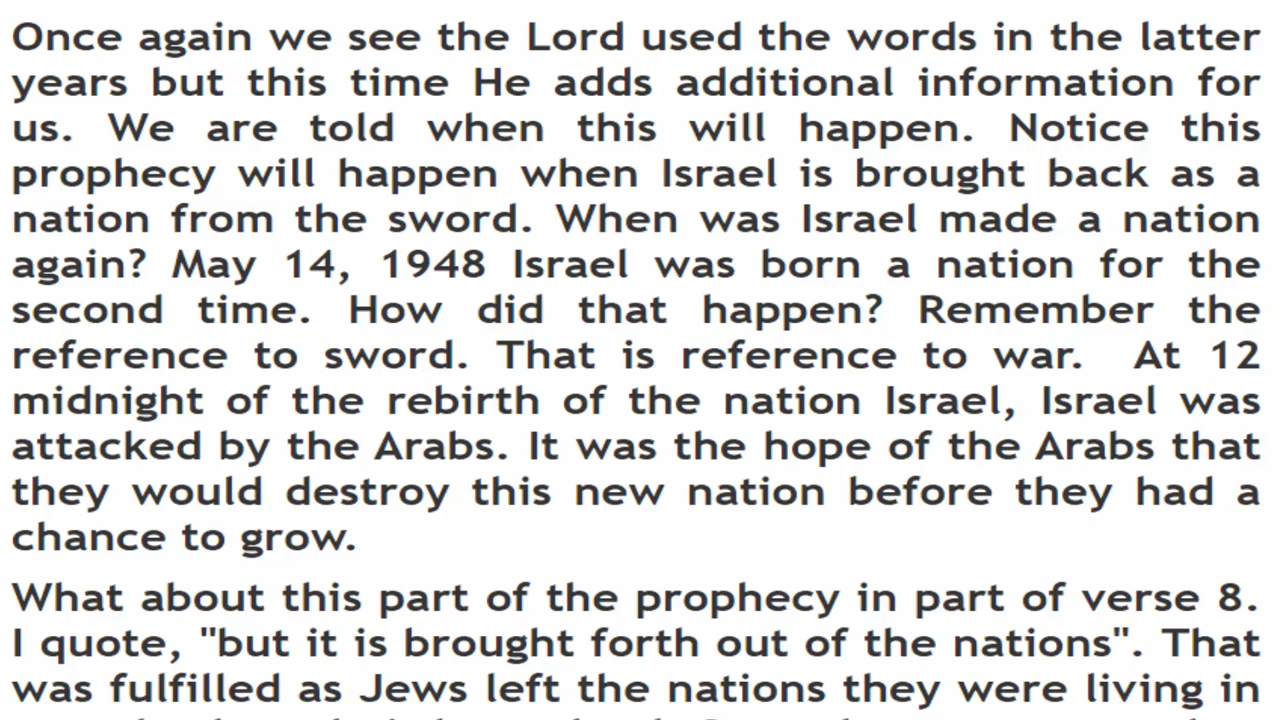 Once again we see the Lord used the words in the latter
years but this time He adds additional information for
us. We are told when this will happen. Notice this
prophecy will happen when Israel is brought back as a
nation from the sword. When was Israel made a nation
again? May 14, 1948 Israel was born a nation for the
second time. How did that happen? Remember the
reference to sword. That is reference to war. At 12
midnight of the rebirth of the nation Israel, Israel was
attacked by the Arabs. It was the hope of the Arabs that
they would destroy this new nation before they had a
chance to grow.
What about this part of the prophecy in part of verse 8.
I quote, "but it is brought forth out of the nations". That
was fulfilled as Jews left the nations they were living in